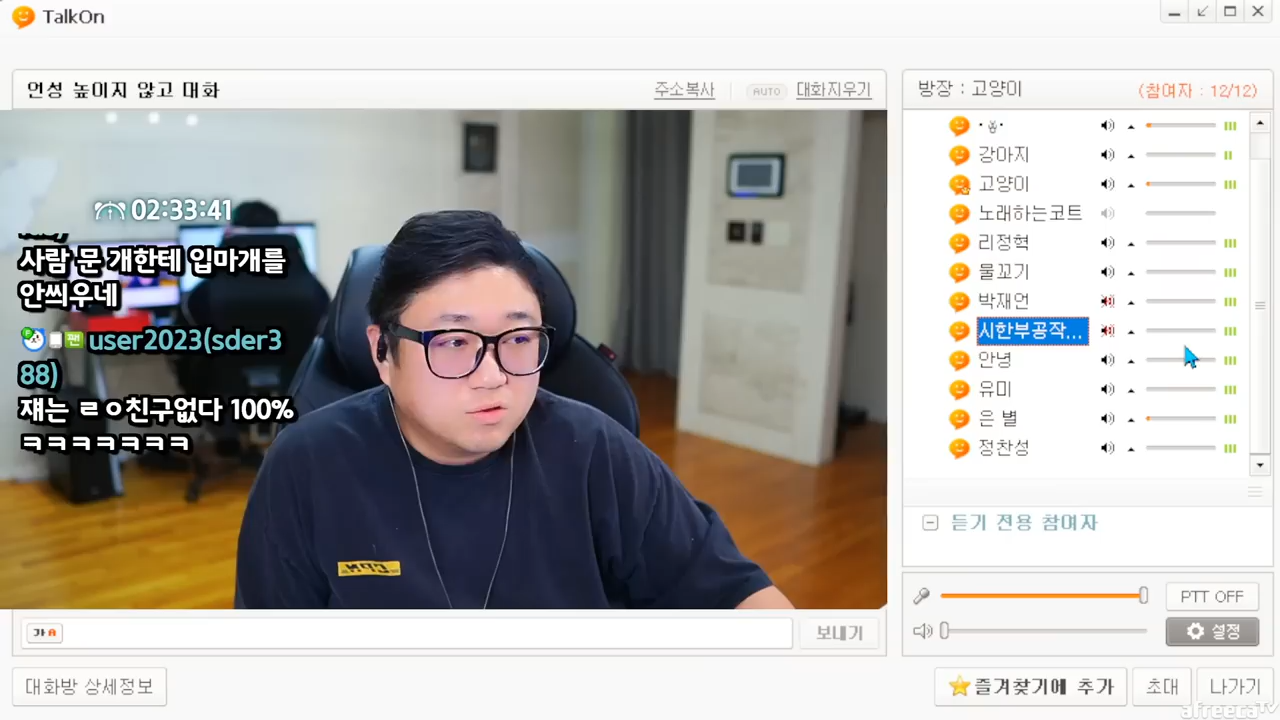 TalkOn
언성 높이지 않고 대화
주소복사
AUTO
대화지우기
방장 : 고양이
(참여자 : 12/12)
강아지
고양이
노래하는코트
리정혁
물꼬기
박재언
시한부공작...
안녕
유미
은 별
정찬성
02:33:41
사람 문 개한테 입마개를
안씌우네
팬 user2023(sder3
88)
쟤는 ㄹㅇ친구없다 100%
ㅋㅋㅋㅋㅋㅋㅋ
듣기 전용 참여자
PTT OFF
설정
가A
보내기
대화방 상세정보
즐겨찾기에 추가
초대
나가기
afreecaTV